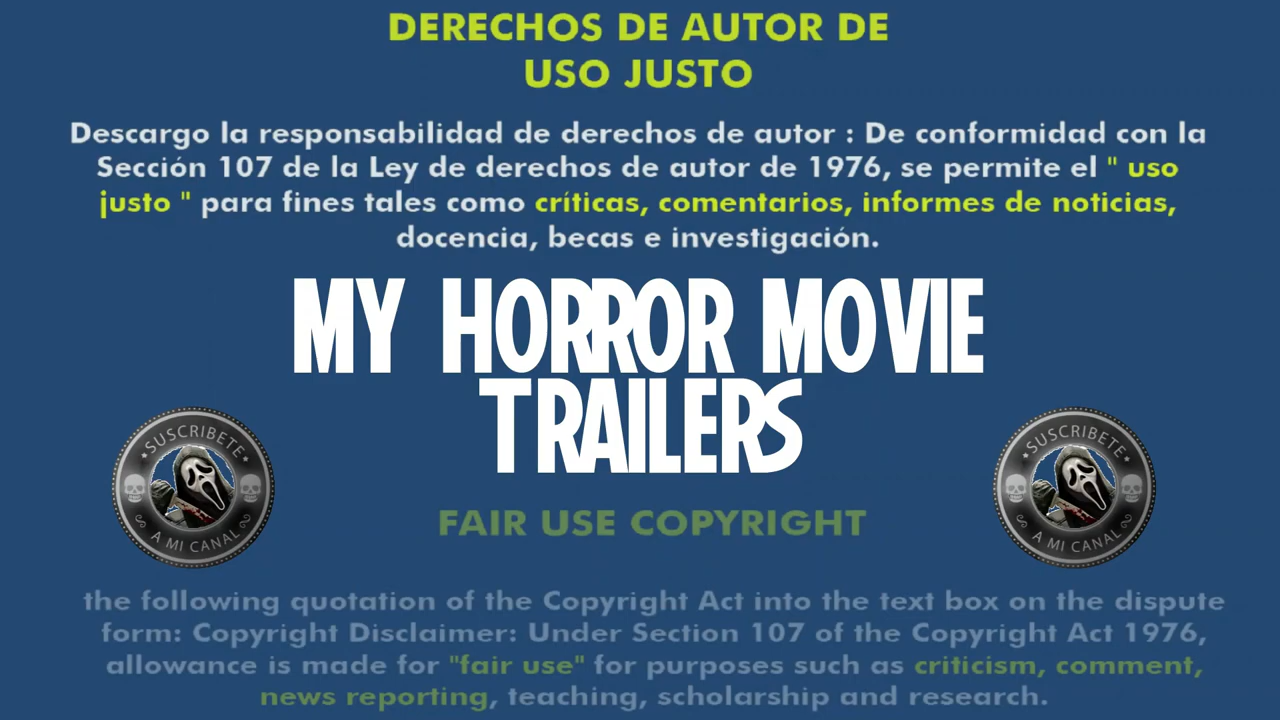 DERECHOS DE AUTOR DE
USO JUSTO
Descargo la responsabilidad de derechos de autor : De conformidad con la
Sección 107 de la Ley de derechos de autor de 1976, se permite el " uso
justo " para fines tales como críticas, comentarios, informes de noticias,
docencia, becas e investigación.
MY HORROR MOVIE
TRAILERS
SUSCRIBETE
A MI CANAL
SUSCRIBETE
A MI CANAL
FAIR USE COPYRIGHT
the following quotation of the Copyright Act into the text box on the dispute
form: Copyright Disclaimer: Under Section 107 of the Copyright Act 1976,
allowance is made for "fair use" for purposes such as criticism, comment,
news reporting, teaching, scholarship and research.